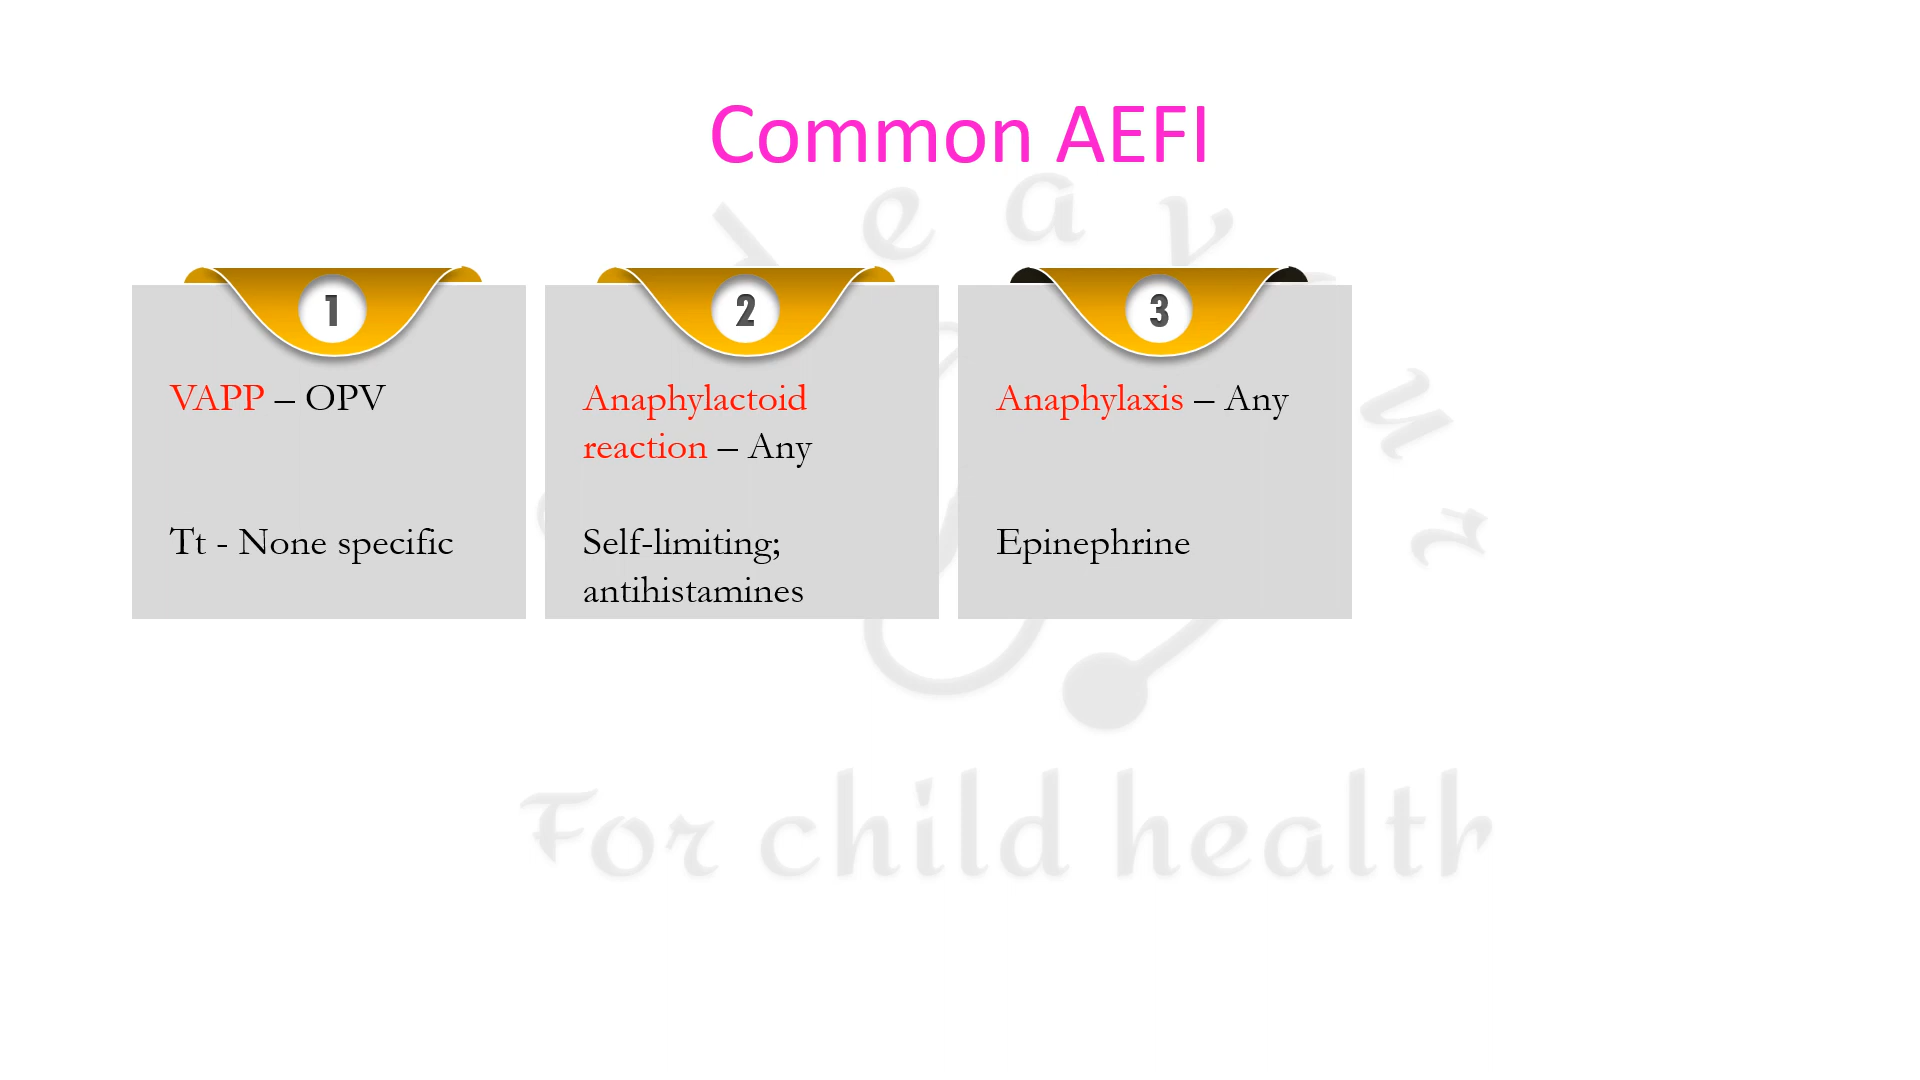 Common AEFI
1
VAPP – OPV
Tt - None specific
2
Anaphylactoid
reaction – Any
Self-limiting;
antihistamines
3
Anaphylaxis – Any
Epinephrine
For child health